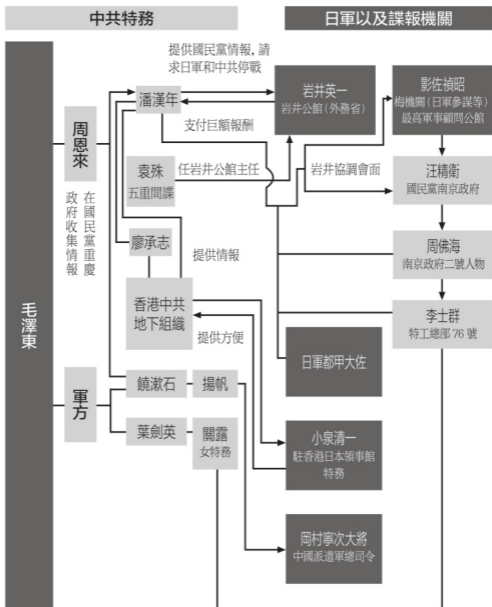 中共特務
日軍以及諜報機關
毛澤東
周恩來
在國民黨重慶
政府收集情報
軍方
提供國民黨情報，請
求日軍和中共停戰
潘漢年
支付巨額報酬
袁殊
五重間諜
任岩井公館主任
岩井協調會面
廖承志
提供情報
香港中共
地下組織
提供方便
饒漱石
揚帆
葉劍英
關露
女特務
岩井英一
岩井公館（外務省）
影佐禎昭
梅機關（日軍參謀等）
最高軍事顧問公館
汪精衛
國民黨南京政府
周佛海
南京政府二號人物
李士群
特工總部76號
日軍都甲大佐
小泉清一
駐香港日本領事館
特務
岡村寧次大將
中國派遣軍總司令